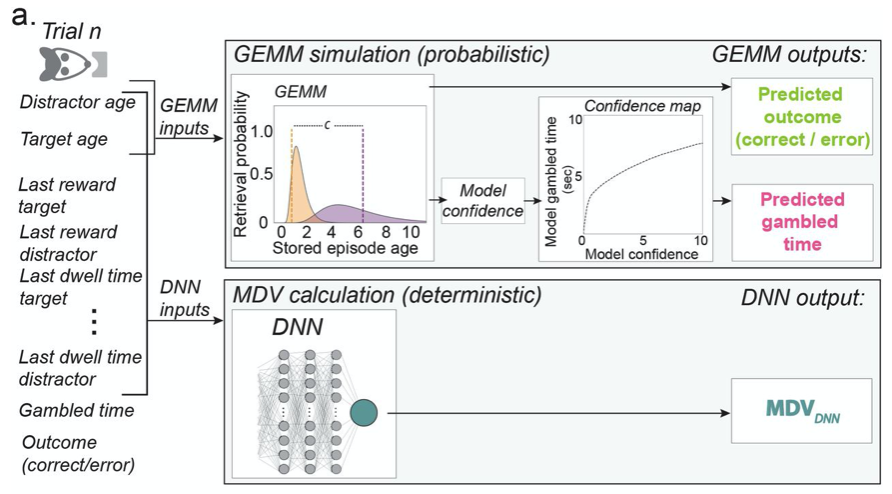 a.
Trial n
Distractor age
Target age
Last reward
target
Last reward
distractor
Last dwell time
target
⋮
Last dwell time
distractor
Gambled time
Outcome
(correct/error)
GEMM
inputs
DNN
inputs
GEMM simulation (probabilistic)
GEMM outputs:
GEMM
Retrieval probability
1.0
0.5
0
c
0 2 4 6 8 10
Stored episode age
Model
confidence
Confidence map
Model gambled time
(sec)
10
5
0
5
10
Model confidence
Predicted
outcome
(correct / error)
Predicted
gambled
time
MDV calculation (deterministic)
DNN output:
DNN
MDV DNN